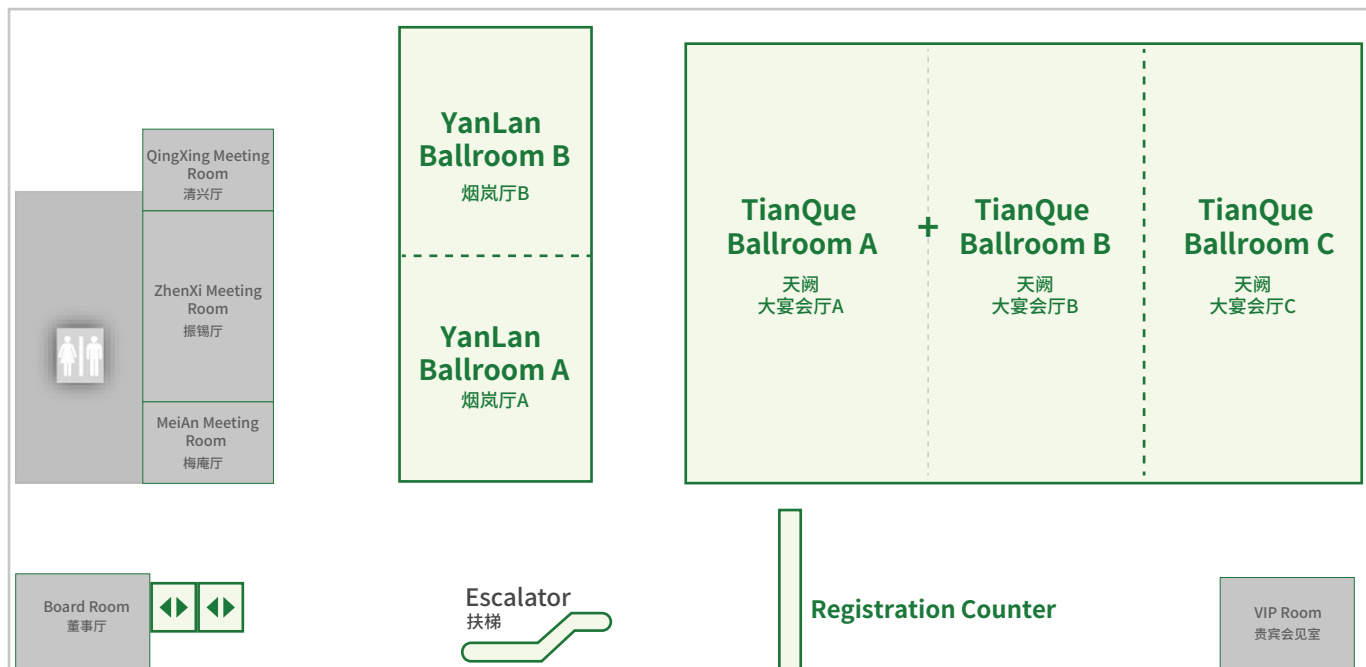 YanLan
Ballroom B
烟岚厅B
QingXing Meeting
Room
清兴厅
TianQue
Ballroom A
天阙
大宴会厅A
+
TianQue
Ballroom B
天阙
大宴会厅B
TianQue
Ballroom C
天阙
大宴会厅C
ZhenXi Meeting
Room
振锡厅
YanLan
Ballroom A
烟岚厅A
MeiAn Meeting
Room
梅庵厅
Board Room
董事厅
Escalator
扶梯
Registration Counter
VIP Room
贵宾会见室